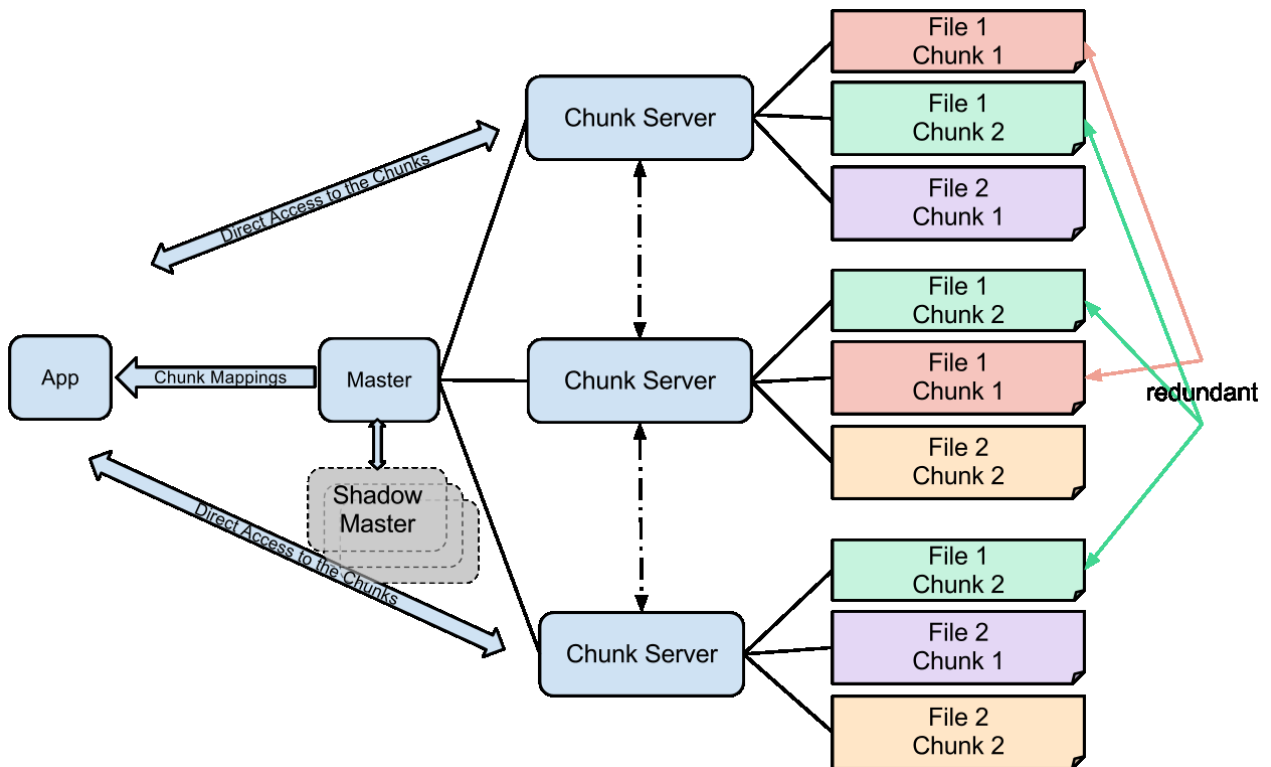 File 1
Chunk 1
Chunk Server
File 1
Chunk 2
Direct Access to the Chunks
File 2
Chunk 1
File 1
Chunk 2
App
Chunk Mappings
Master
Chunk Server
File 1
Chunk 1
redundant
File 2
Chunk 2
Shadow
Master
Direct Access to the Chunks
File 1
Chunk 2
Chunk Server
File 2
Chunk 1
File 2
Chunk 2